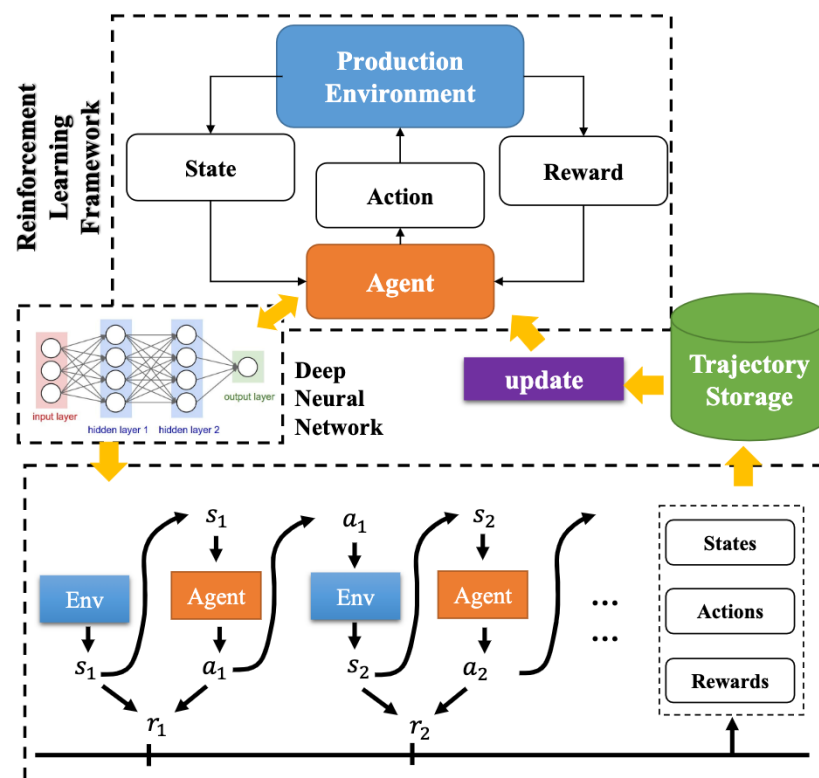 Reinforcement
Learning
Framework
Production
Environment
State
Action
Reward
Agent
input layer
hidden layer 1
hidden layer 2
output layer
Deep
Neural
Network
update
Trajectory
Storage
s₁
a₁
s₂
Env
Agent
Env
Agent
...
...
s₁
a₁
s₂
a₂
r₁
r₂
States
Actions
Rewards